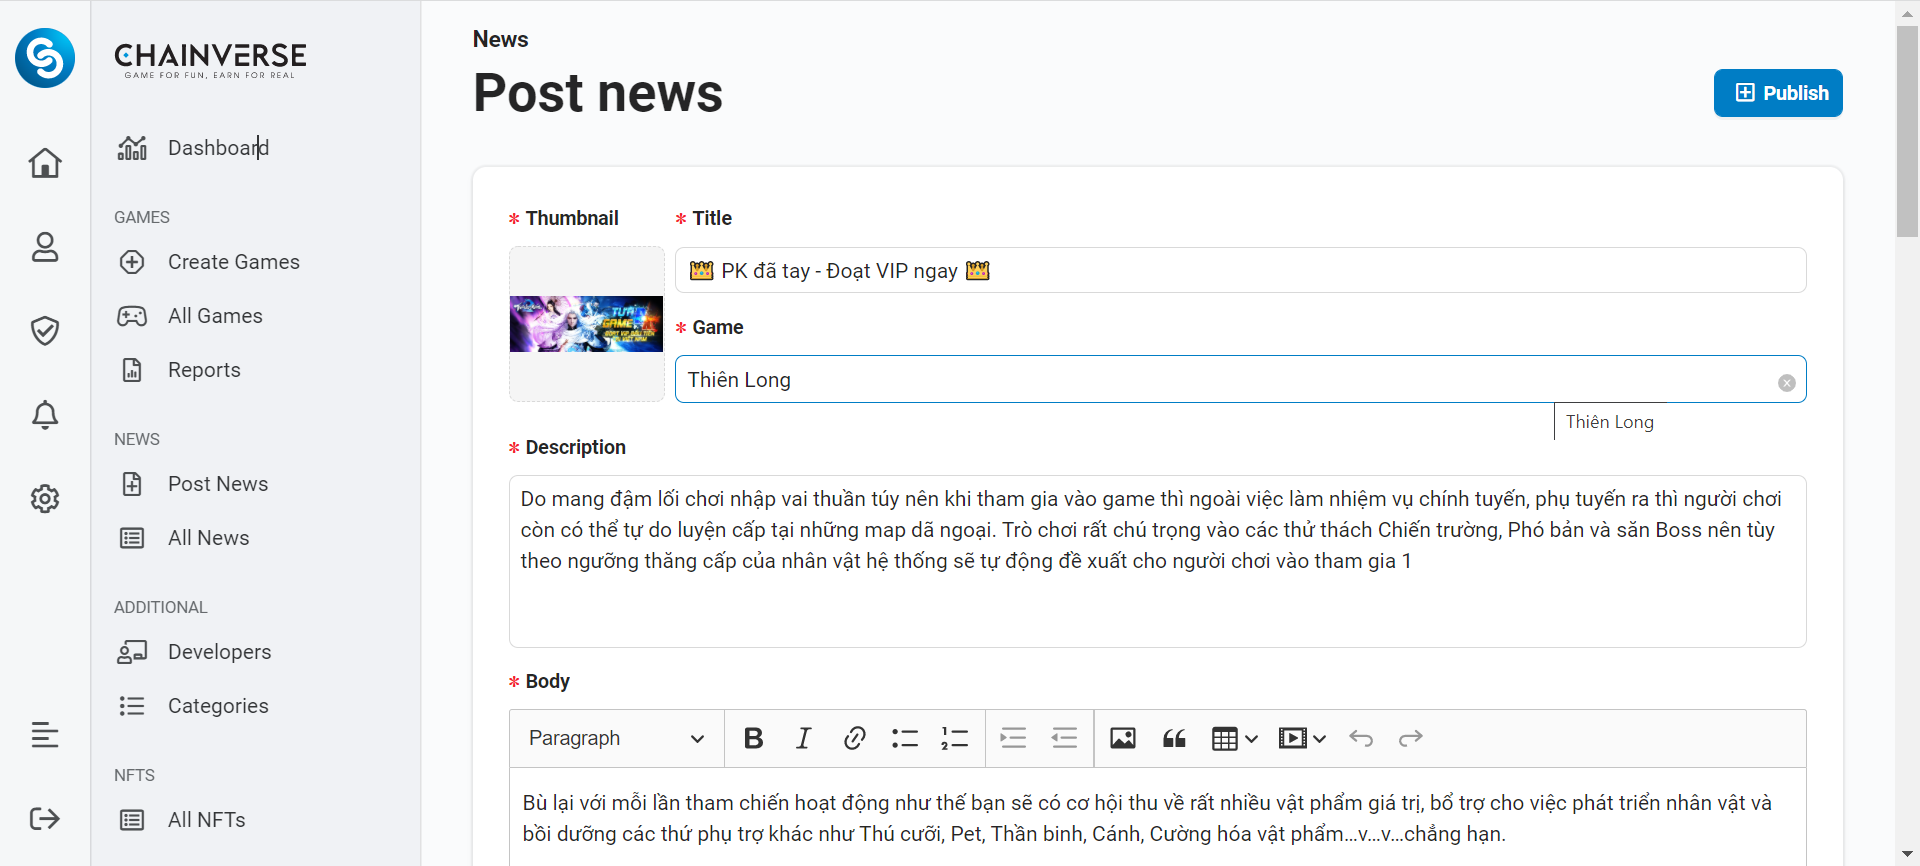 CHAINVERSE
GAME FOR FUN, EARN FOR REAL
Dashboard
GAMES
Create Games
All Games
Reports
NEWS
Post News
All News
ADDITIONAL
Developers
Categories
NFTS
All NFTs
News
Post news
Publish
* Thumbnail
* Title
TỰA
GAME
👑 PK đã tay - Đoạt VIP ngay 👑
* Game
Thiên Long
Thiên Long
* Description
Do mang đậm lối chơi nhập vai thuần túy nên khi tham gia vào game thì ngoài việc làm nhiệm vụ chính tuyến, phụ tuyến ra thì người chơi
còn có thể tự do luyện cấp tại những map dã ngoại. Trò chơi rất chú trọng vào các thử thách Chiến trường, Phó bản và săn Boss nên tùy
theo ngưỡng thăng cấp của nhân vật hệ thống sẽ tự động đề xuất cho người chơi vào tham gia 1
* Body
Paragraph
Bù lại với mỗi lần tham chiến hoạt động như thế bạn sẽ có cơ hội thu về rất nhiều vật phẩm giá trị, bổ trợ cho việc phát triển nhân vật và
bồi dưỡng các thứ phụ trợ khác như Thú cưỡi, Pet, Thần binh, Cánh, Cường hóa vật phẩm...v...v...chẳng hạn.